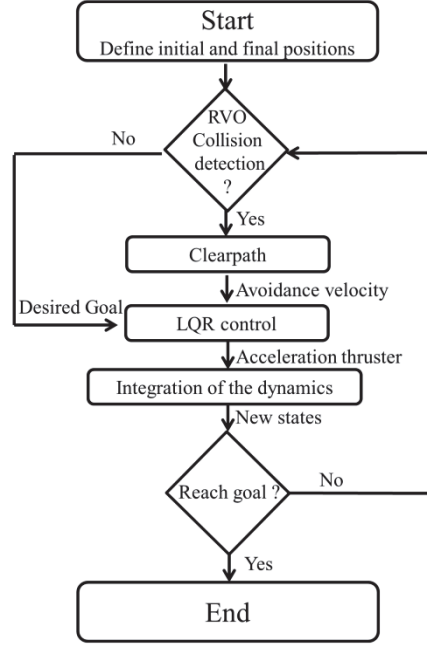 Start
Define initial and final positions
RVO
Collision
detection
?
No
Yes
Clearpath
Avoidance velocity
Desired Goal
LQR control
Acceleration thruster
Integration of the dynamics
New states
Reach goal ?
No
Yes
End